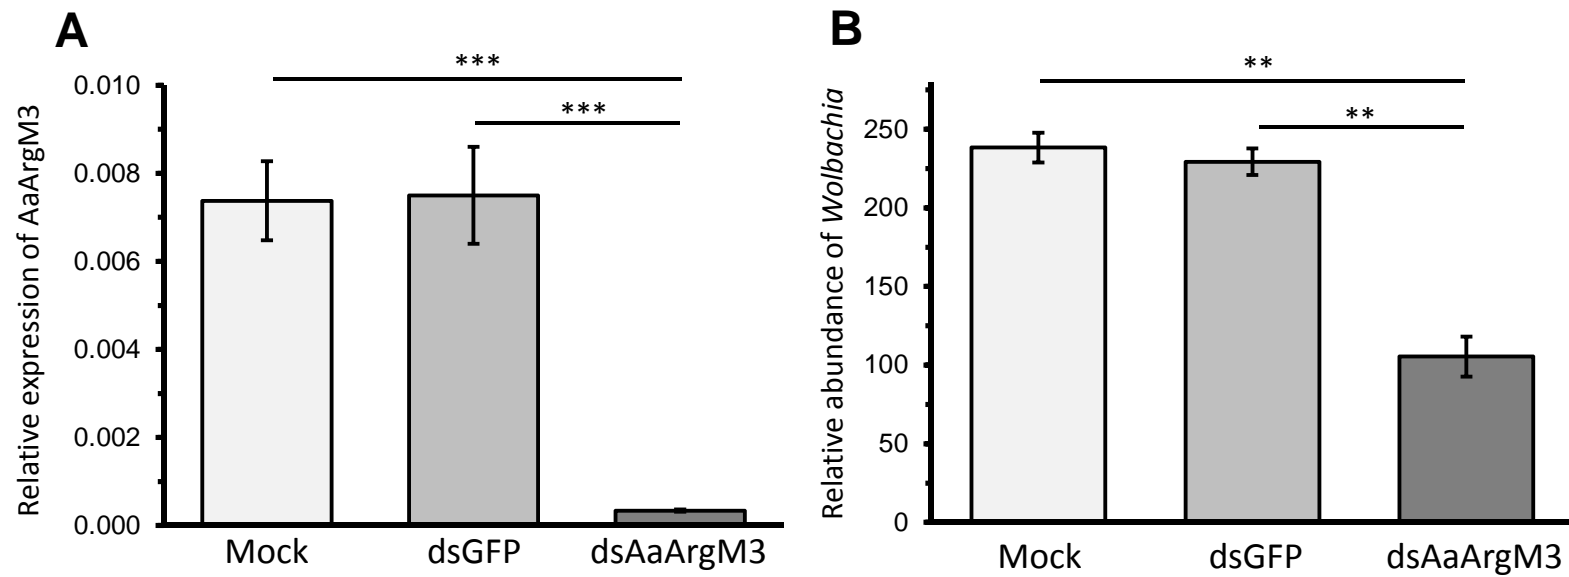 A
***
***
Relative expression of AaArgM3
0.010
0.008
0.006
0.004
0.002
0.000
Mock dsGFP dsAaArgM3
B
**
**
Relative abundance of Wolbachia
250
200
150
100
50
0
Mock dsGFP dsAaArgM3